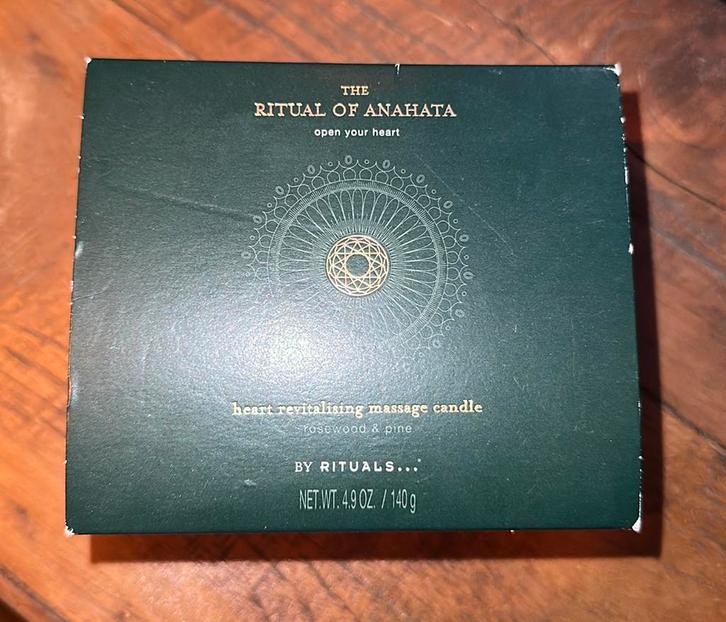 THE
RITUAL OF ANAHATA
open your heart
heart revitalising massage candle
rosewood & pine
BY RITUALS...®
NET.WT. 4.9 OZ. / 140 g